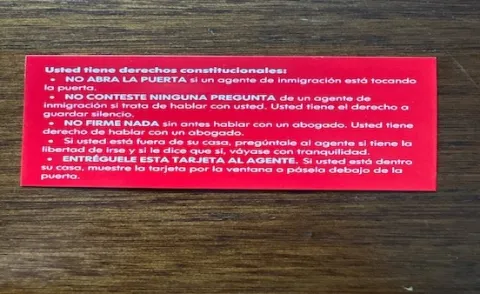 Usted tiene derechos constitucionales:
• NO ABRA LA PUERTA si un agente de inmigración está tocando
la puerta.
• NO CONTESTE NINGUNA PREGUNTA de un agente de
inmigración si trata de hablar con usted. Usted tiene el derecho a
guardar silencio.
• NO FIRME NADA sin antes hablar con un abogado. Usted tiene
derecho de hablar con un abogado.
• Si usted está fuera de su casa, pregúntale al agente si tiene la
libertad de irse y si le dice que sí, váyase con tranquilidad.
• ENTRÉGUELE ESTA TARJETA AL AGENTE. Si usted está dentro
su casa, muestre la tarjeta por la ventana o pásela debajo de la
puerta.